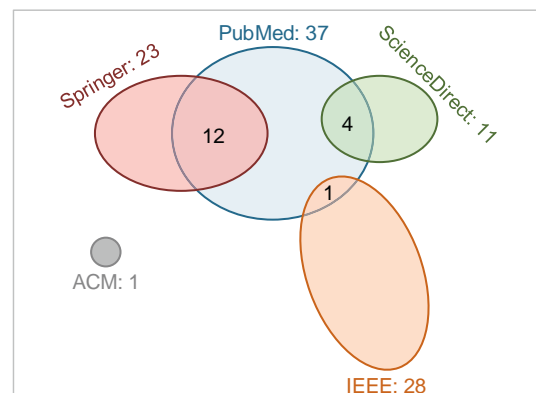 PubMed: 37
Springer: 23
ScienceDirect: 11
12
4
1
ACM: 1
IEEE: 28